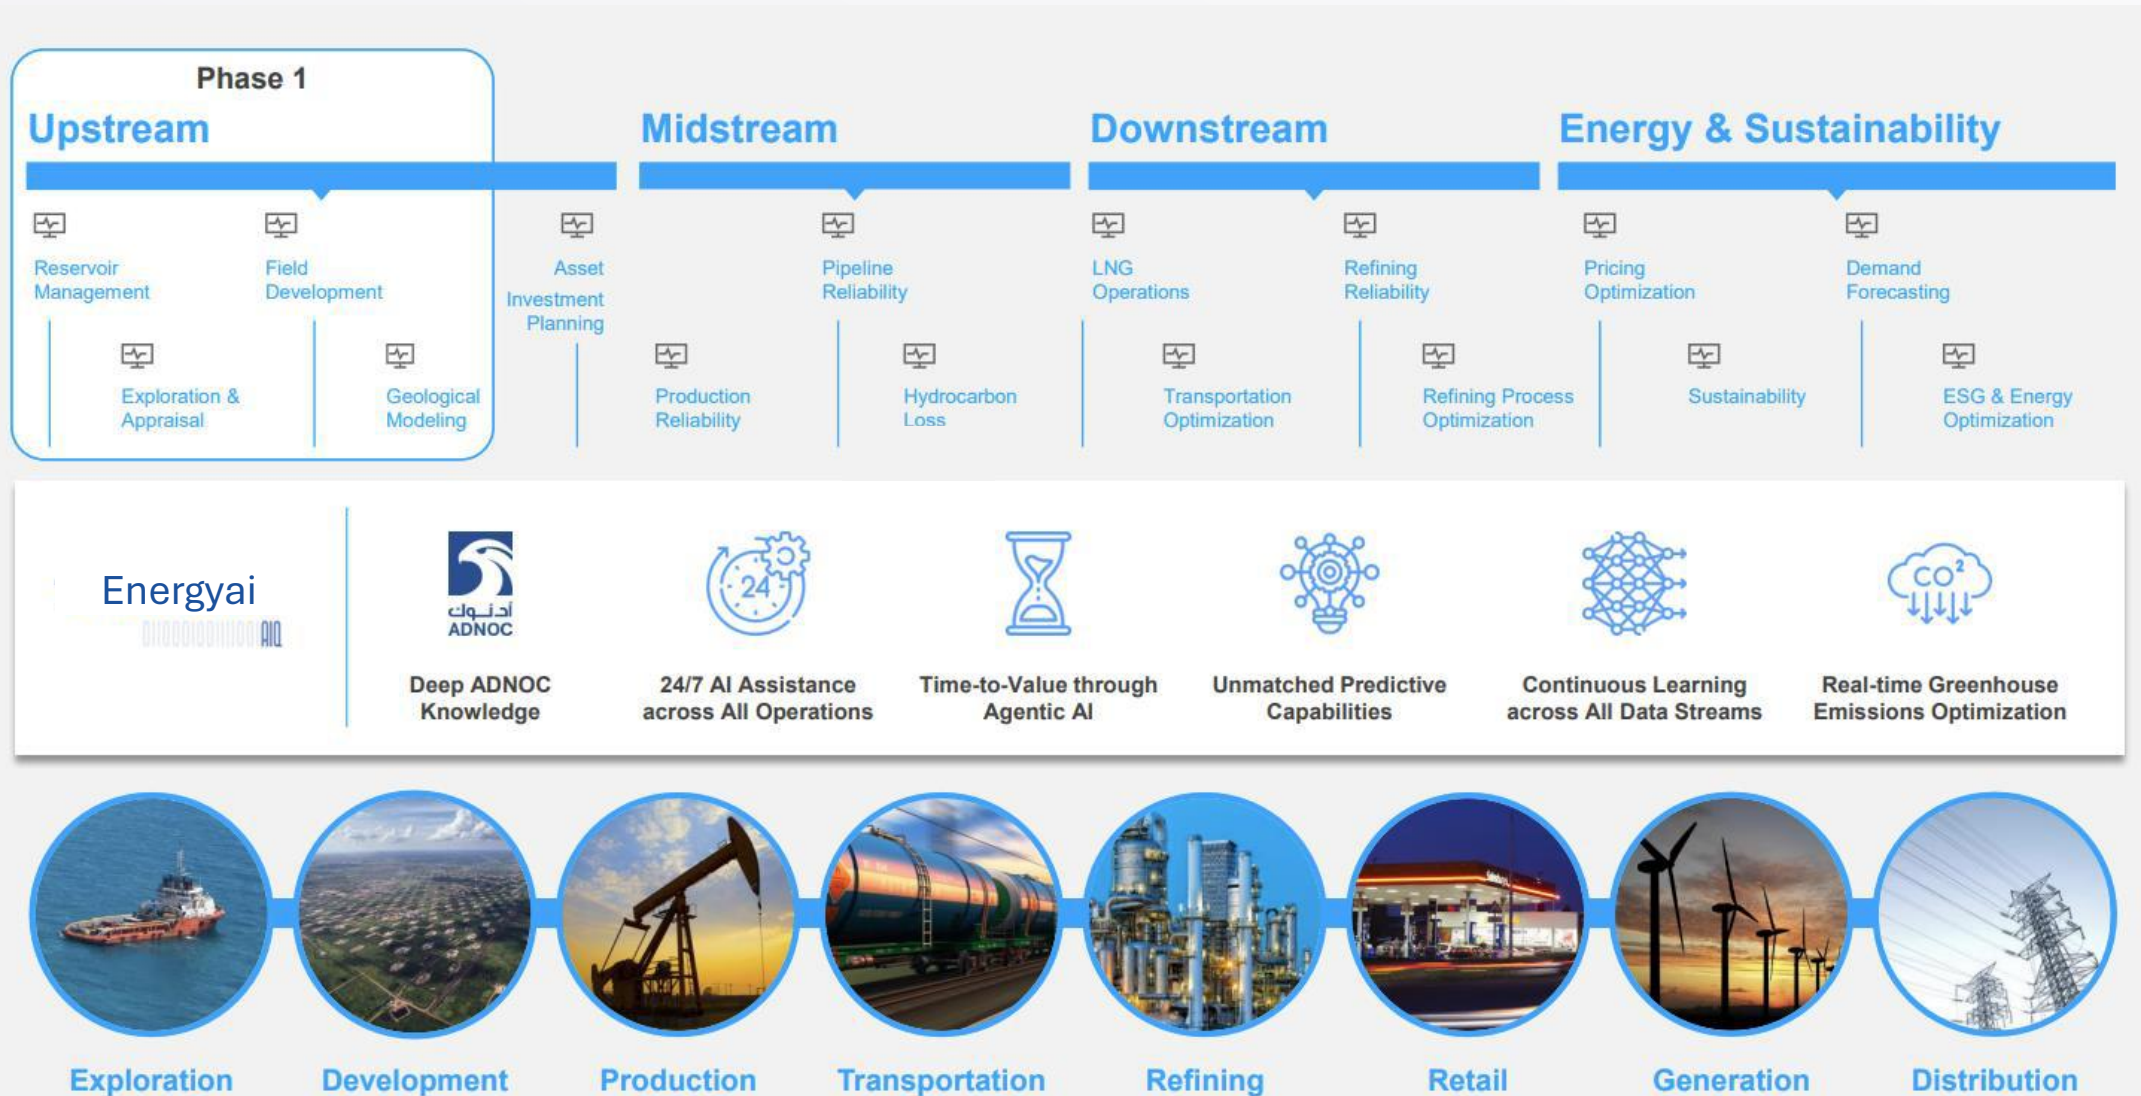 Phase 1
Upstream
Midstream
Downstream
Energy & Sustainability
Reservoir
Management
Field
Development
Asset
Investment
Planning
Pipeline
Reliability
LNG
Operations
Refining
Reliability
Pricing
Optimization
Demand
Forecasting
Exploration &
Appraisal
Geological
Modeling
Production
Reliability
Hydrocarbon
Loss
Transportation
Optimization
Refining Process
Optimization
Sustainability
ESG & Energy
Optimization
Energyai
AIQ
أدنوك
ADNOC
24
CO²
Deep ADNOC
Knowledge
24/7 AI Assistance
across All Operations
Time-to-Value through
Agentic AI
Unmatched Predictive
Capabilities
Continuous Learning
across All Data Streams
Real-time Greenhouse
Emissions Optimization
Exploration
Development
Production
Transportation
Refining
Retail
Generation
Distribution